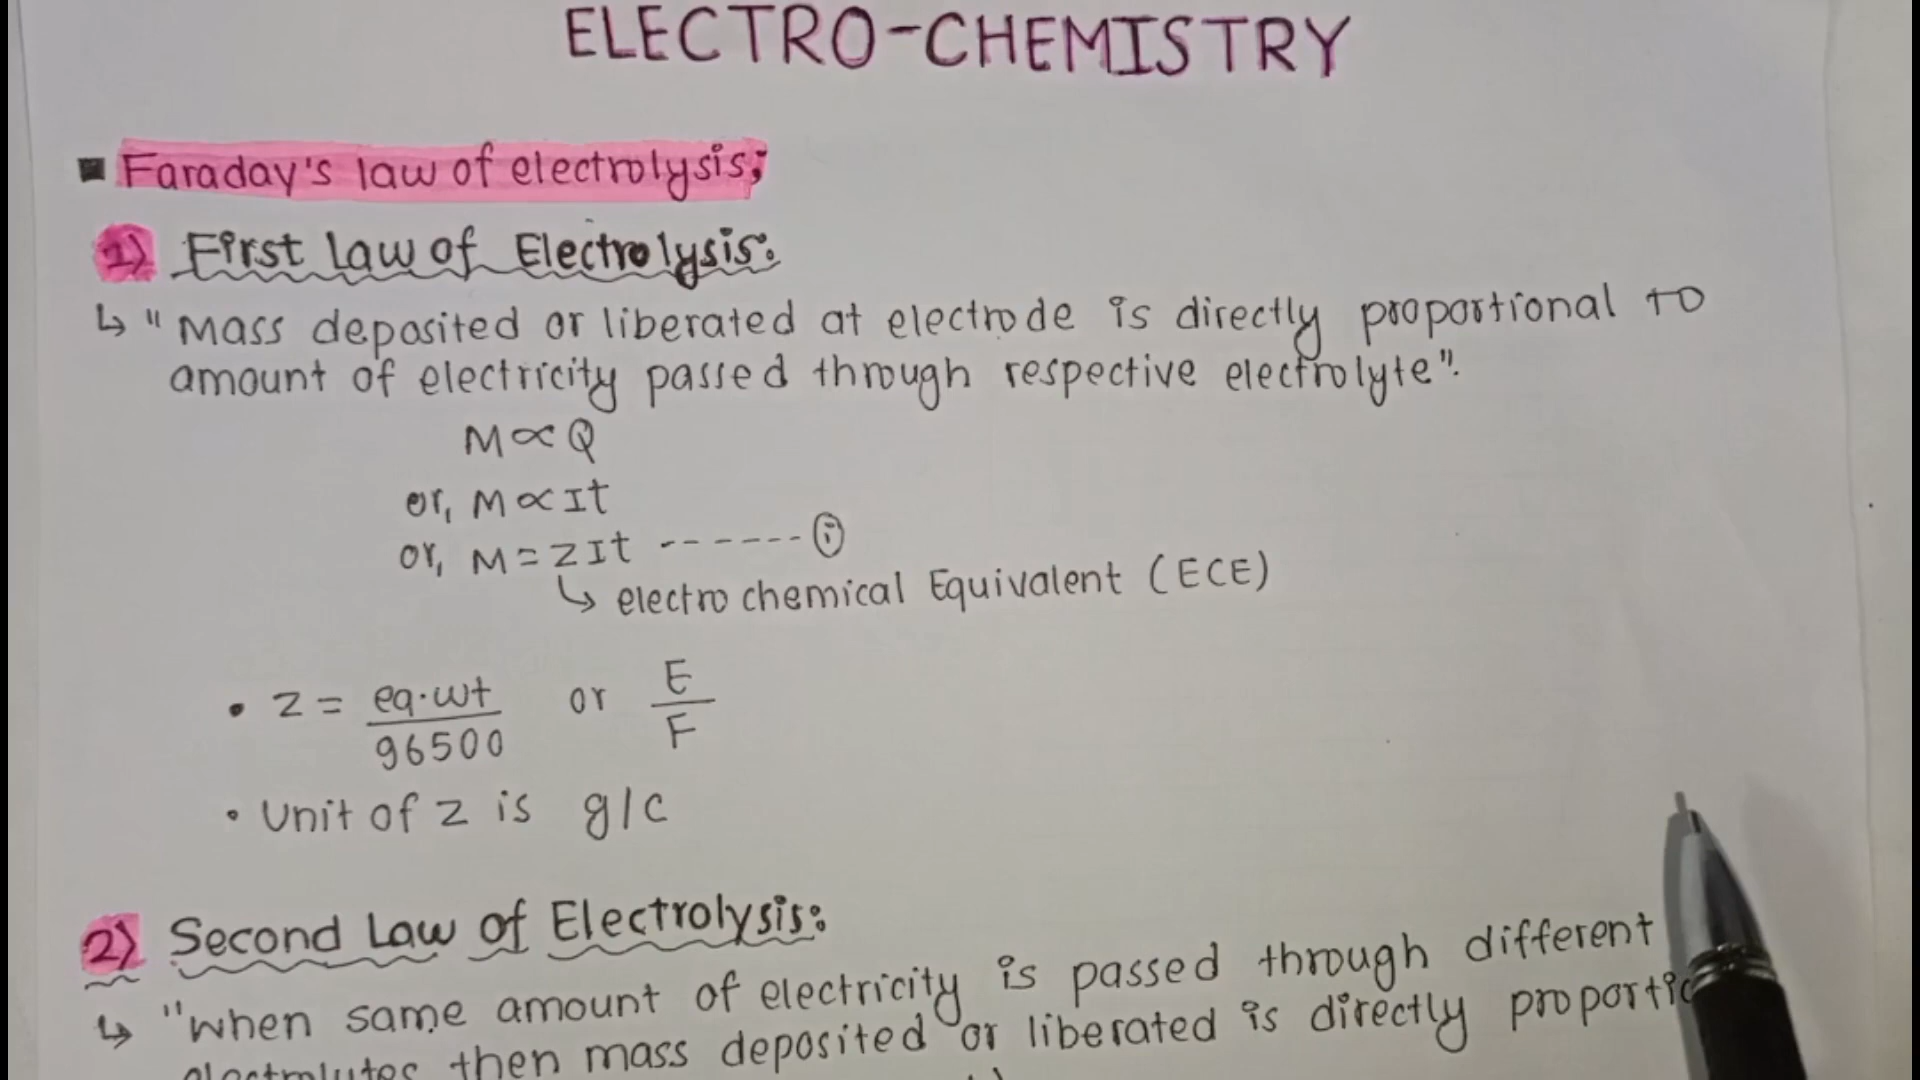 ELECTRO-CHEMISTRY
▪ Faraday's law of electrolysis;
1) First Law of Electrolysis:
↳ "Mass deposited or liberated at electrode is directly proportional to
amount of electricity passed through respective electrolyte".
M∝Q
or, M∝It
or, M=ZIt ------ⓘ
↳ electro chemical Equivalent (ECE)
• Z = eq.wt/96500 or E/F
• Unit of Z is g/c
2) Second Law of Electrolysis:
↳ "when same amount of electricity is passed through different
electrolytes then mass deposited or liberated is directly